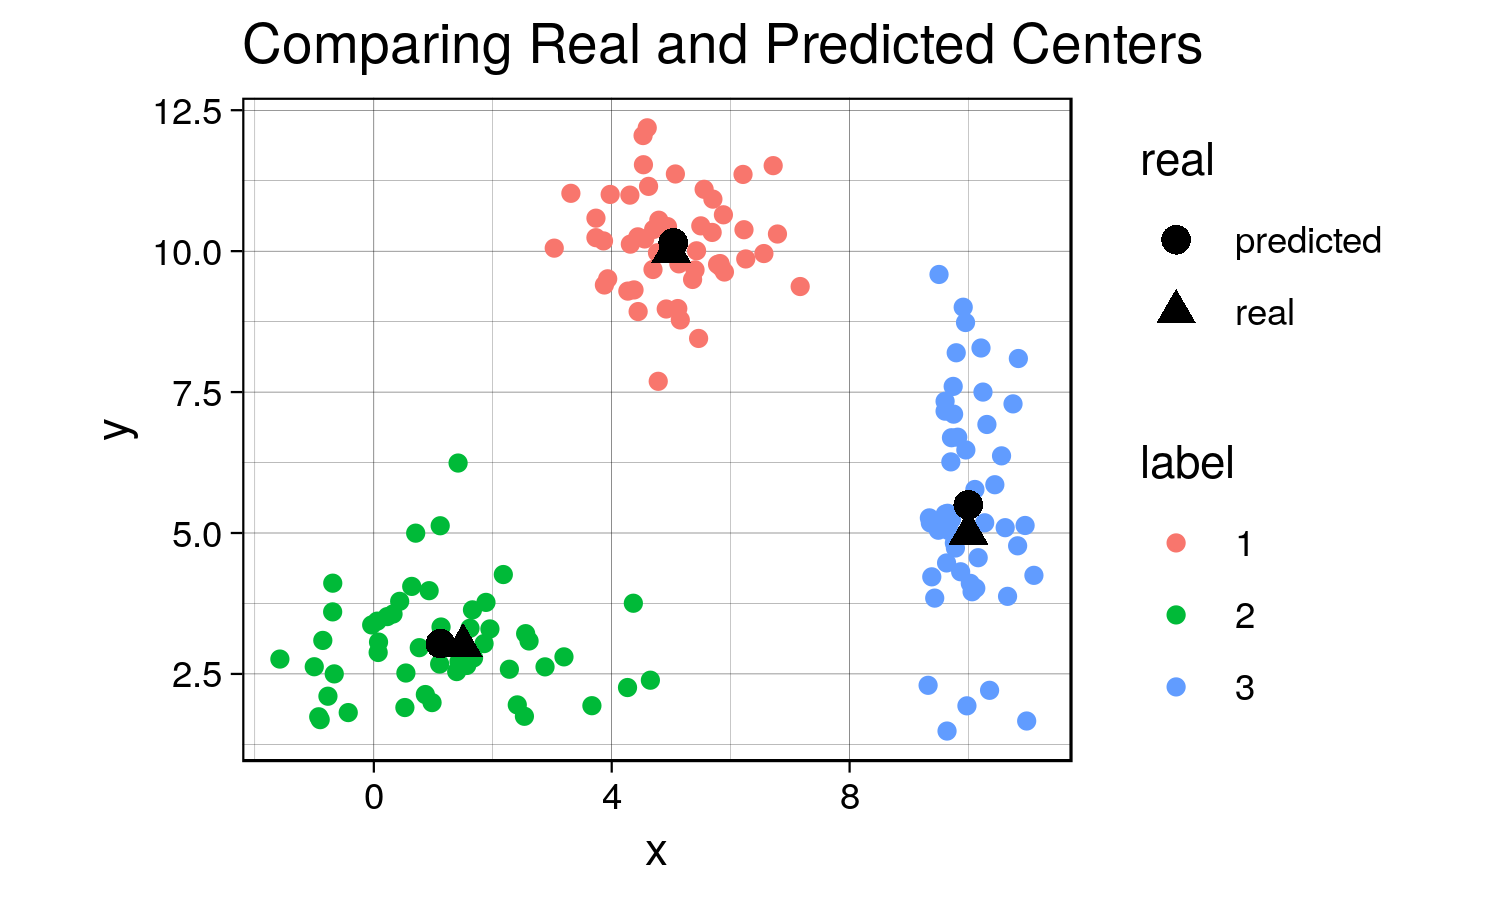 Comparing Real and Predicted Centers
12.5
10.0
7.5
5.0
2.5
y
0 4 8
x
real
predicted
real
label
1
2
3